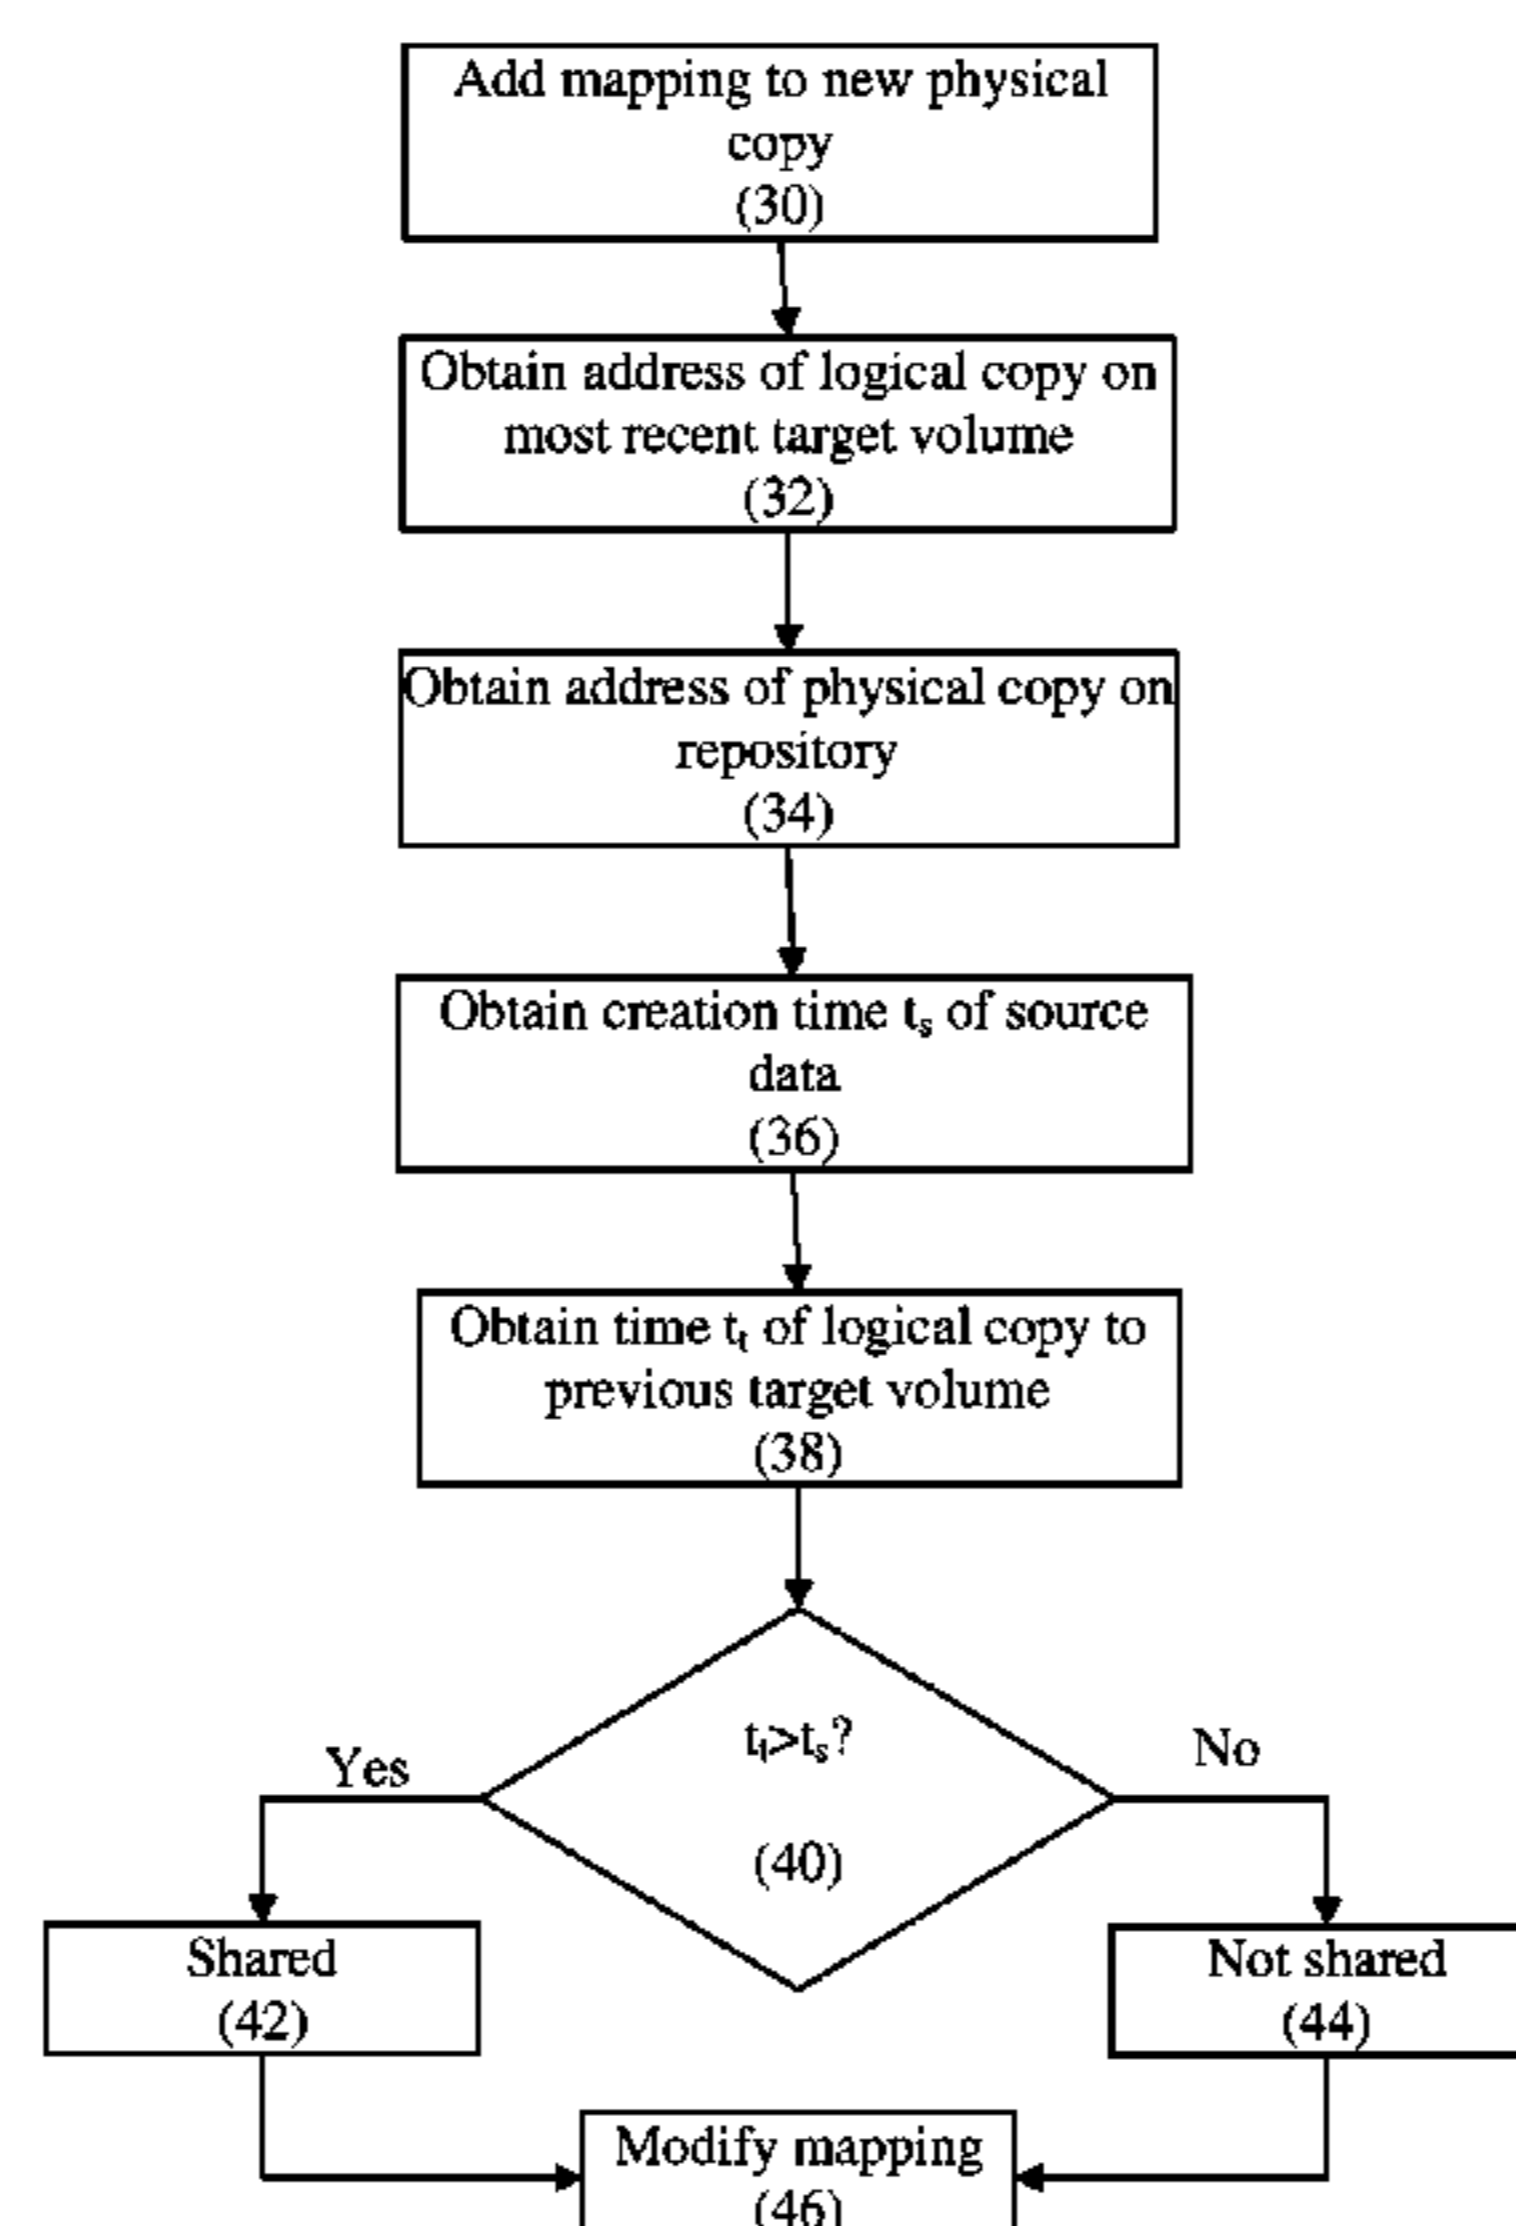 Add mapping to new physical
copy
(30)
Obtain address of logical copy on
most recent target volume
(32)
Obtain address of physical copy on
repository
(34)
Obtain creation time tₛ of source
data
(36)
Obtain time tₜ of logical copy to
previous target volume
(38)
tₜ>tₛ?
(40)
Yes
No
Shared
(42)
Not shared
(44)
Modify mapping
(46)